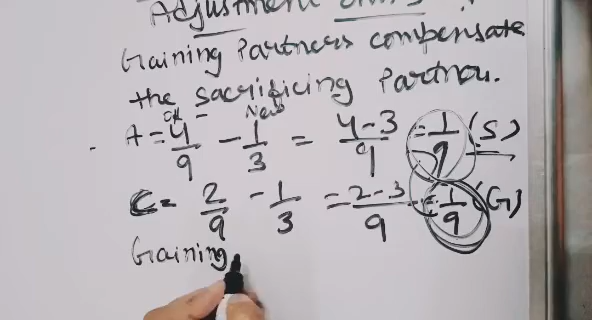 Adjustment
Gaining Partners compensate
the sacrificing Partner.
old New
A = 4/9 - 1/3 = 4-3/9 = 1/9 (S)
C = 2/9 - 1/3 = 2-3/9 = 1/9 (G)
Gaining